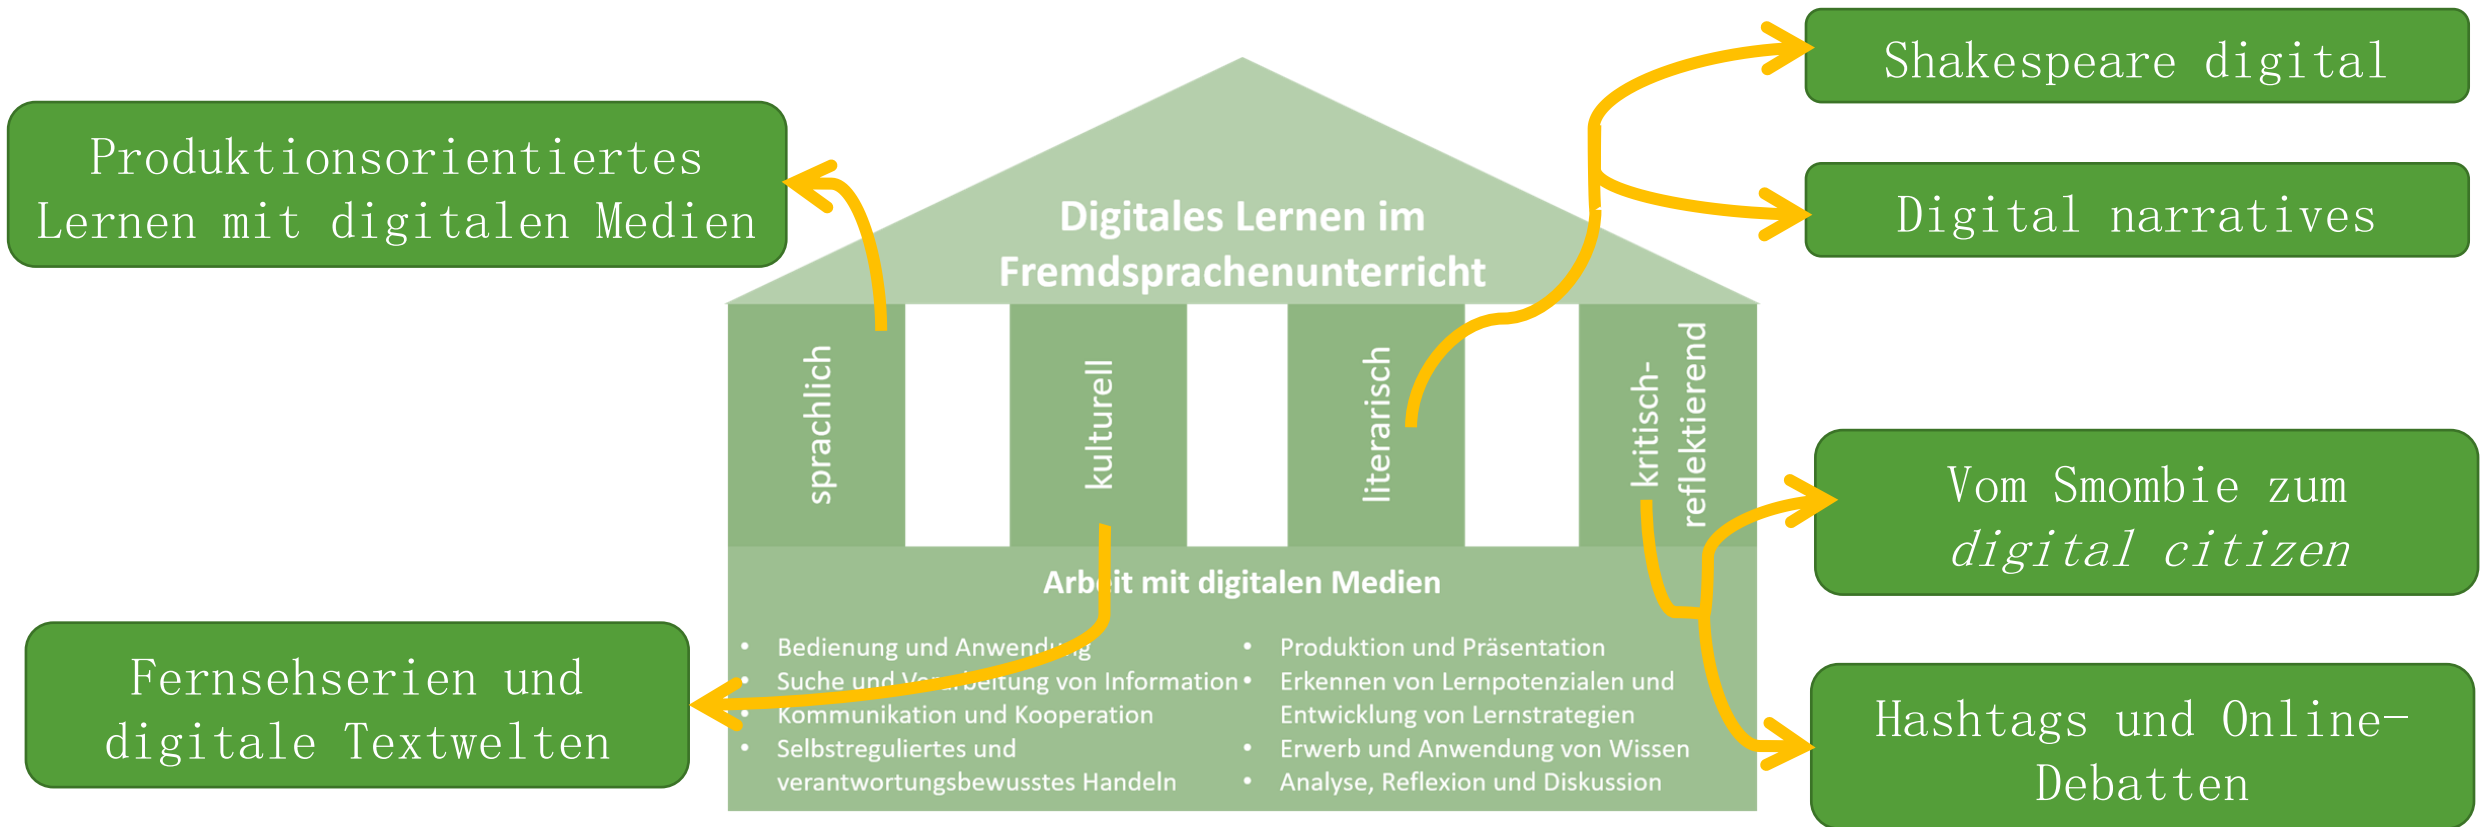 Shakespeare digital
Produktionsorientiertes
Lernen mit digitalen Medien
Digital narratives
Digitales Lernen im
Fremdsprachenunterricht
sprachlich
kulturell
literarisch
kritisch-
reflektierend
Vom Smombie zum
digital citizen
Arbeit mit digitalen Medien
• Bedienung und Anwendung
• Suche und Verarbeitung von Information
• Kommunikation und Kooperation
• Selbstreguliertes und
verantwortungsbewusstes Handeln
• Produktion und Präsentation
• Erkennen von Lernpotenzialen und
Entwicklung von Lernstrategien
• Erwerb und Anwendung von Wissen
• Analyse, Reflexion und Diskussion
Fernsehserien und
digitale Textwelten
Hashtags und Online-
Debatten